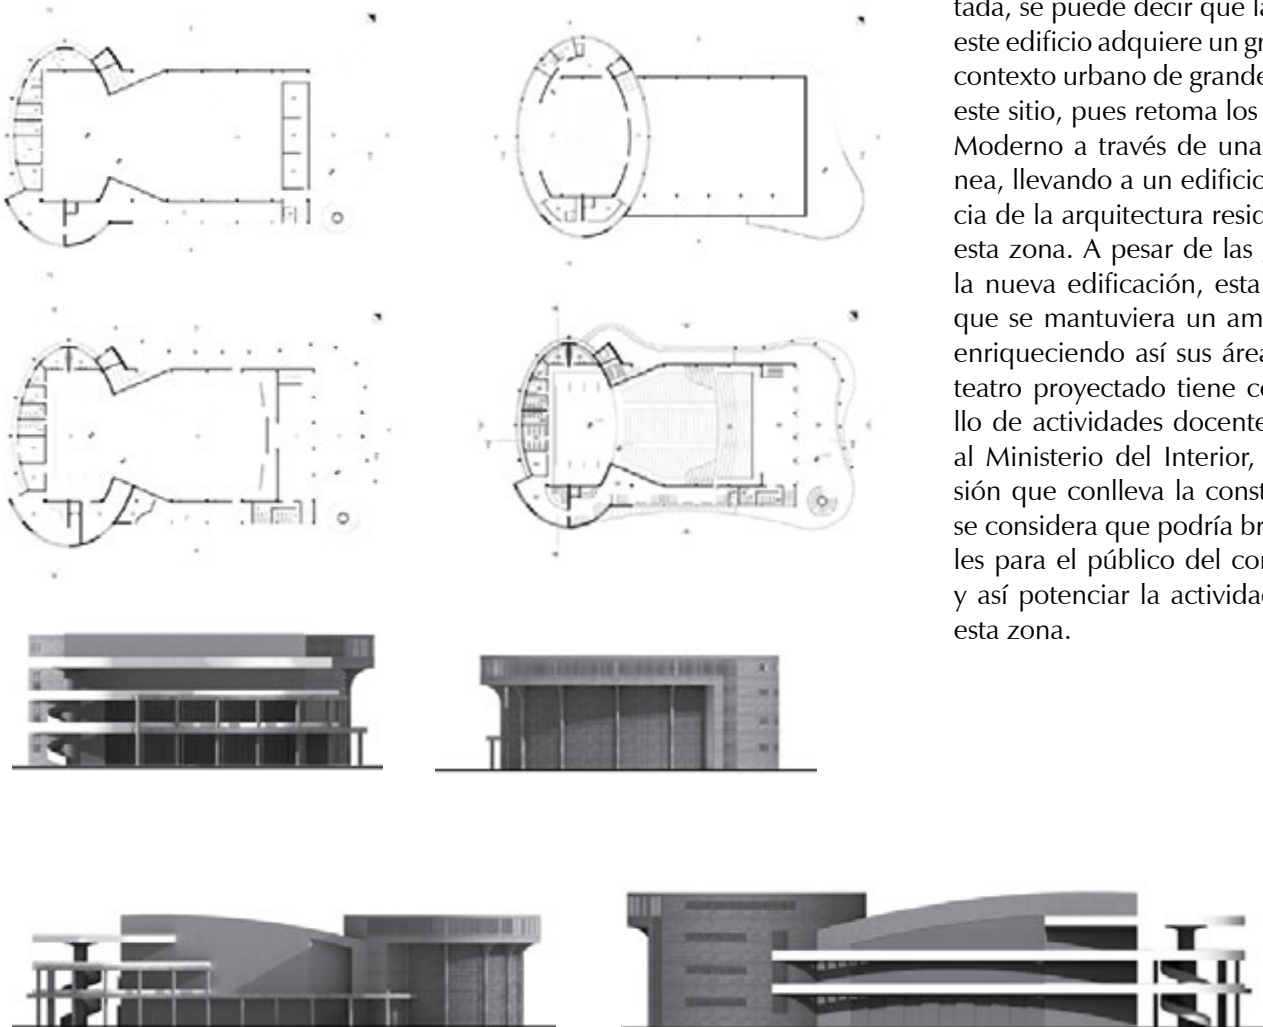 tada, se puede decir que la
este edificio adquiere un gr
contexto urbano de grande
este sitio, pues retoma los
Moderno a través de una
nea, llevando a un edificio
cia de la arquitectura resid
esta zona. A pesar de las
la nueva edificación, esta
que se mantuviera un am
enriqueciendo así sus área
teatro proyectado tiene co
llo de actividades docente
al Ministerio del Interior,
sión que conlleva la const
se considera que podría br
les para el público del con
y así potenciar la actividad
esta zona.